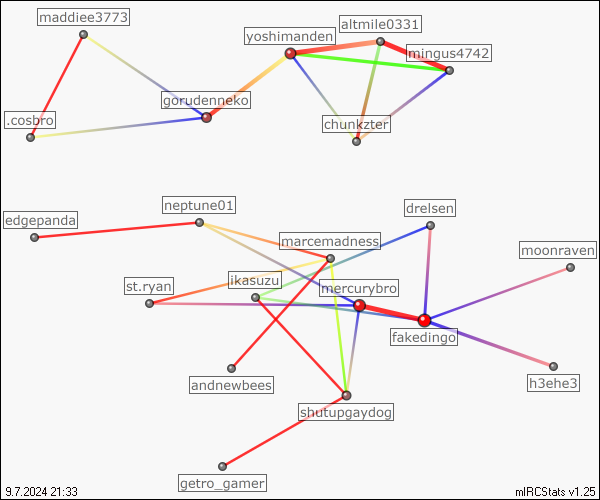 maddiee3773
altmile0331
yoshimanden
mingus4742
gorudenneko
.cosbro
chunkzter
neptune01
drelsen
edgepanda
marcemadness
moonraven
st.ryan
ikasuzu
mercurybro
fakedingo
andnewbees
h3ehe3
shutupgaydog
getro_gamer
9.7.2024 21:33
mIRCStats v1.25